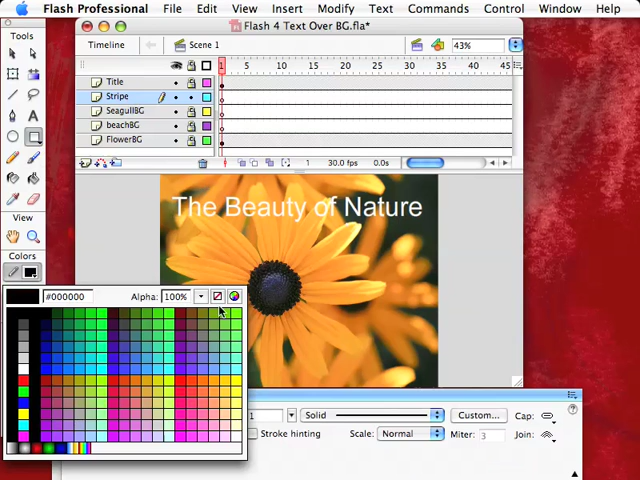 Flash Professional File Edit View Insert Modify Text Commands Control Window Help
Tools
Flash 4 Text Over BG.fla*
Timeline Scene 1 43%
1 5 10 15 20 25 30 35 40 45
Title
Stripe
SeagullBG
beachBG
FlowerBG
1 30.0 fps 0.0s
View
Colors
The Beauty of Nature
#000000 Alpha: 100%
1 Solid Custom... Cap:
Stroke hinting Scale: Normal Miter: 3 Join: